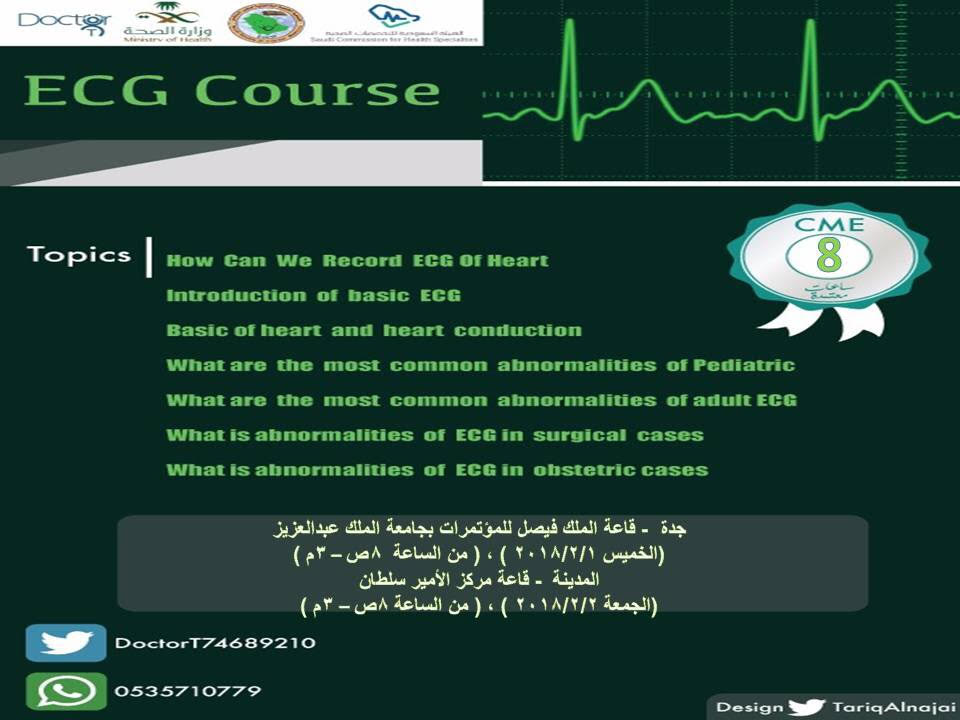 Doctor
T
وزارة الصحة
Ministry of Health
الهيئة السعودية للتخصصات الصحية
Saudi Commission for Health Specialties
ECG Course
CME
8
ساعات
معتمدة
Topics
How Can We Record ECG Of Heart
Introduction of basic ECG
Basic of heart and heart conduction
What are the most common abnormalities of Pediatric
What are the most common abnormalities of adult ECG
What is abnormalities of ECG in surgical cases
What is abnormalities of ECG in obstetric cases
جدة - قاعة الملك فيصل للمؤتمرات بجامعة الملك عبدالعزيز
(الخميس ٢٠١٨/٢/١ ) ، ( من الساعة ٨ص – ٣م )
المدينة - قاعة مركز الأمير سلطان
(الجمعة ٢٠١٨/٢/٢ ) ، ( من الساعة ٨ص – ٣م )
DoctorT74689210
0535710779
Design TariqAlnajai